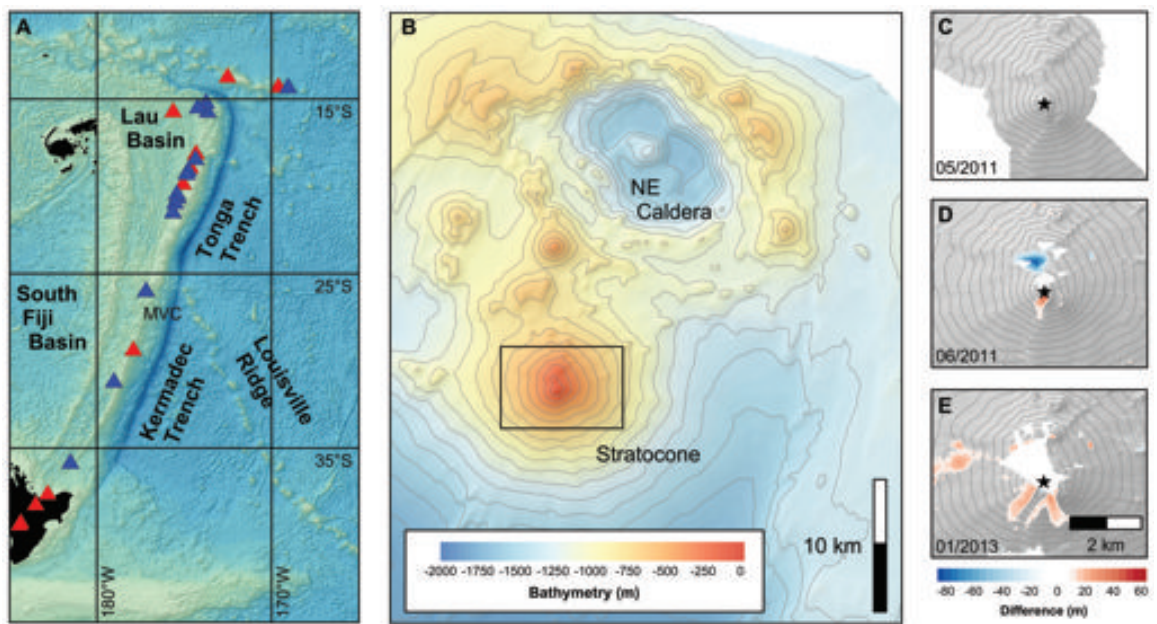 A
15°S
Lau
Basin
Tonga
Trench
25°S
South
Fiji
Basin
MVC
Louisville
Ridge
Kermadec
Trench
35°S
180°W
170°W
B
NE
Caldera
Stratocone
10 km
-2000 -1750 -1500 -1250 -1000 -750 -500 -250 0
Bathymetry (m)
C
05/2011
D
06/2011
E
01/2013
2 km
-80 -60 -40 -20 0 20 40 60
Difference (m)